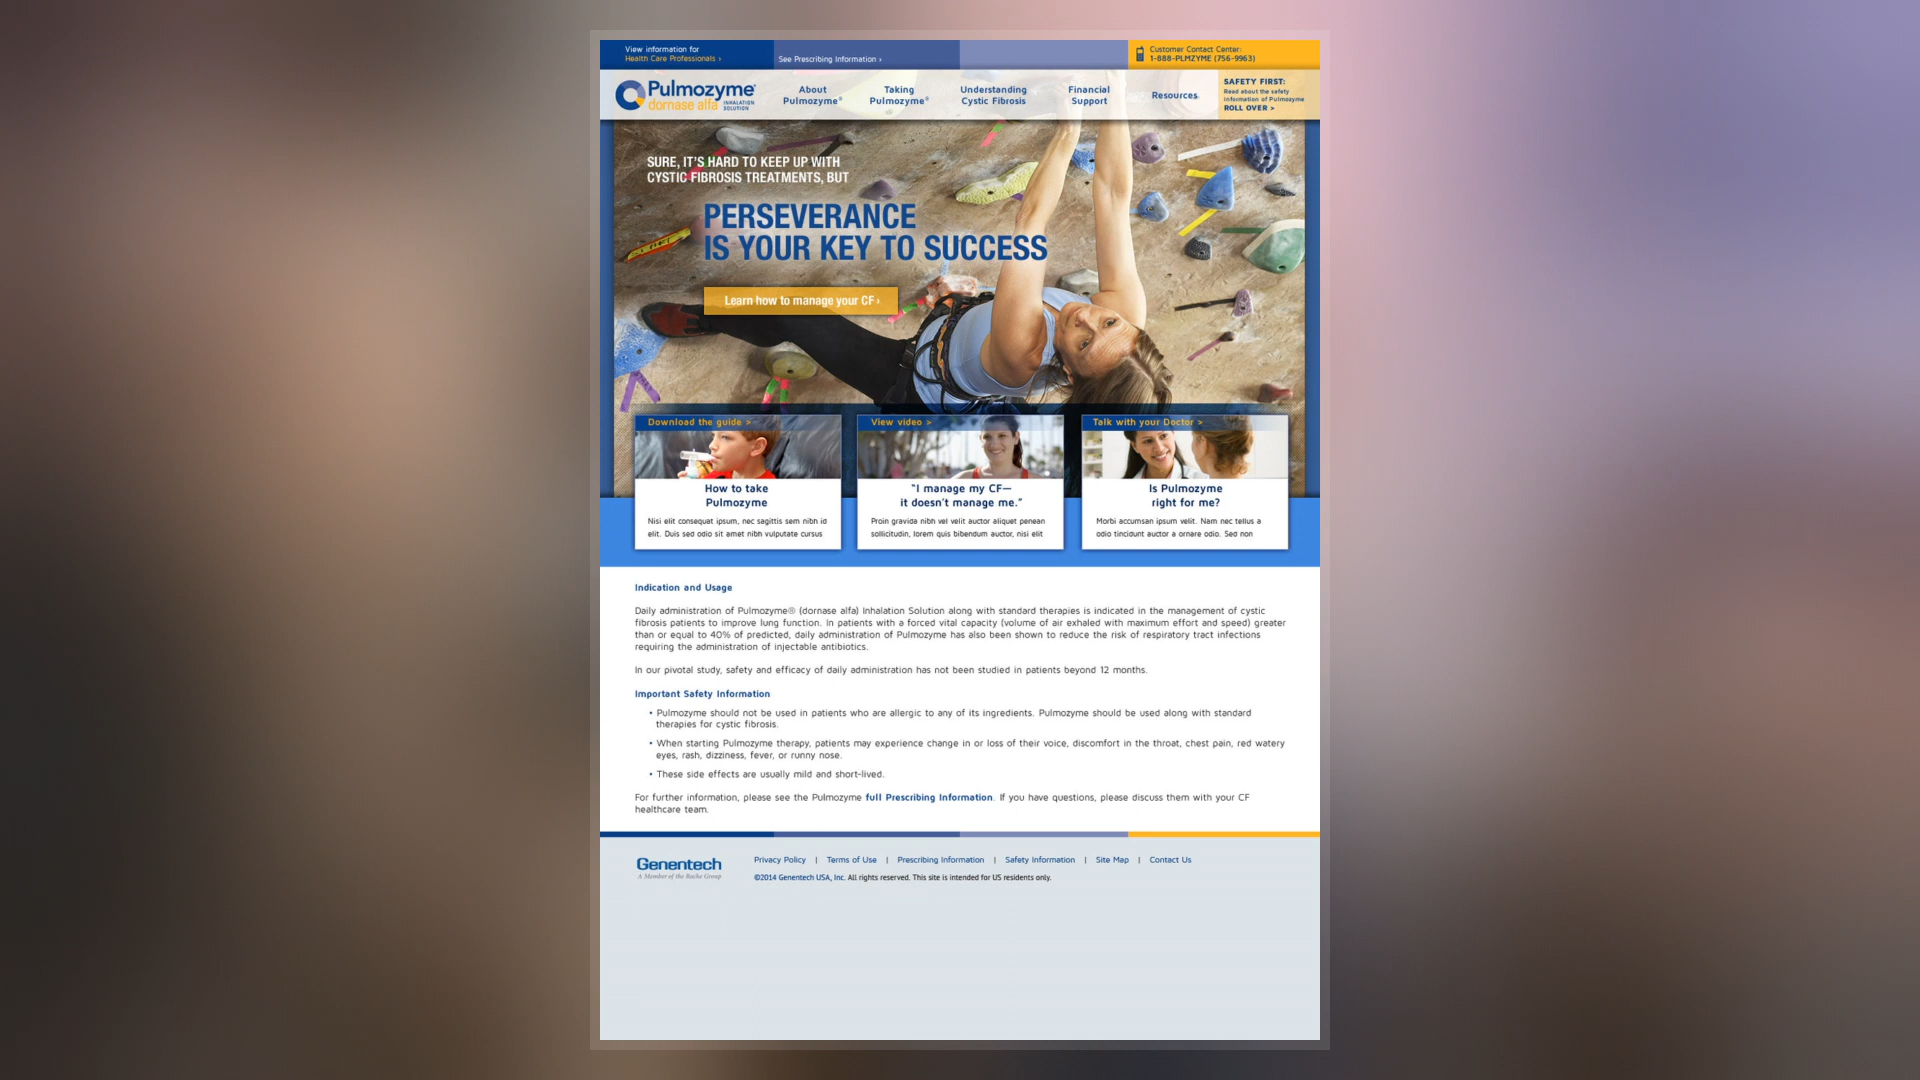 View information for
Health Care Professionals ›
See Prescribing Information ›
Customer Contact Center:
1-888-PLMZYME (756-9963)
Pulmozyme®
dornase alfa INHALATION SOLUTION
About Pulmozyme®
Taking Pulmozyme®
Understanding Cystic Fibrosis
Financial Support
Resources
SAFETY FIRST:
Read about the safety
information of Pulmozyme
ROLL OVER >
SURE, IT'S HARD TO KEEP UP WITH
CYSTIC FIBROSIS TREATMENTS, BUT
PERSEVERANCE
IS YOUR KEY TO SUCCESS
Learn how to manage your CF ›
Download the guide >
How to take
Pulmozyme
Nisi elit consequat ipsum, nec sagittis sem nibh id
elit. Duis sed odio sit amet nibh vulputate cursus
View video >
"I manage my CF—
it doesn't manage me."
Proin gravida nibh vel velit auctor aliquet penean
sollicitudin, lorem quis bibendum auctor, nisi elit
Talk with your Doctor >
Is Pulmozyme
right for me?
Morbi accumsan ipsum velit. Nam nec tellus a
odio tincidunt auctor a ornare odio. Sed non
Indication and Usage
Daily administration of Pulmozyme® (dornase alfa) Inhalation Solution along with standard therapies is indicated in the management of cystic
fibrosis patients to improve lung function. In patients with a forced vital capacity (volume of air exhaled with maximum effort and speed) greater
than or equal to 40% of predicted, daily administration of Pulmozyme has also been shown to reduce the risk of respiratory tract infections
requiring the administration of injectable antibiotics.
In our pivotal study, safety and efficacy of daily administration has not been studied in patients beyond 12 months.
Important Safety Information
• Pulmozyme should not be used in patients who are allergic to any of its ingredients. Pulmozyme should be used along with standard
therapies for cystic fibrosis.
• When starting Pulmozyme therapy, patients may experience change in or loss of their voice, discomfort in the throat, chest pain, red watery
eyes, rash, dizziness, fever, or runny nose.
• These side effects are usually mild and short-lived.
For further information, please see the Pulmozyme full Prescribing Information. If you have questions, please discuss them with your CF
healthcare team.
Genentech
A Member of the Roche Group
Privacy Policy | Terms of Use | Prescribing Information | Safety Information | Site Map | Contact Us
©2014 Genentech USA, Inc. All rights reserved. This site is intended for US residents only.